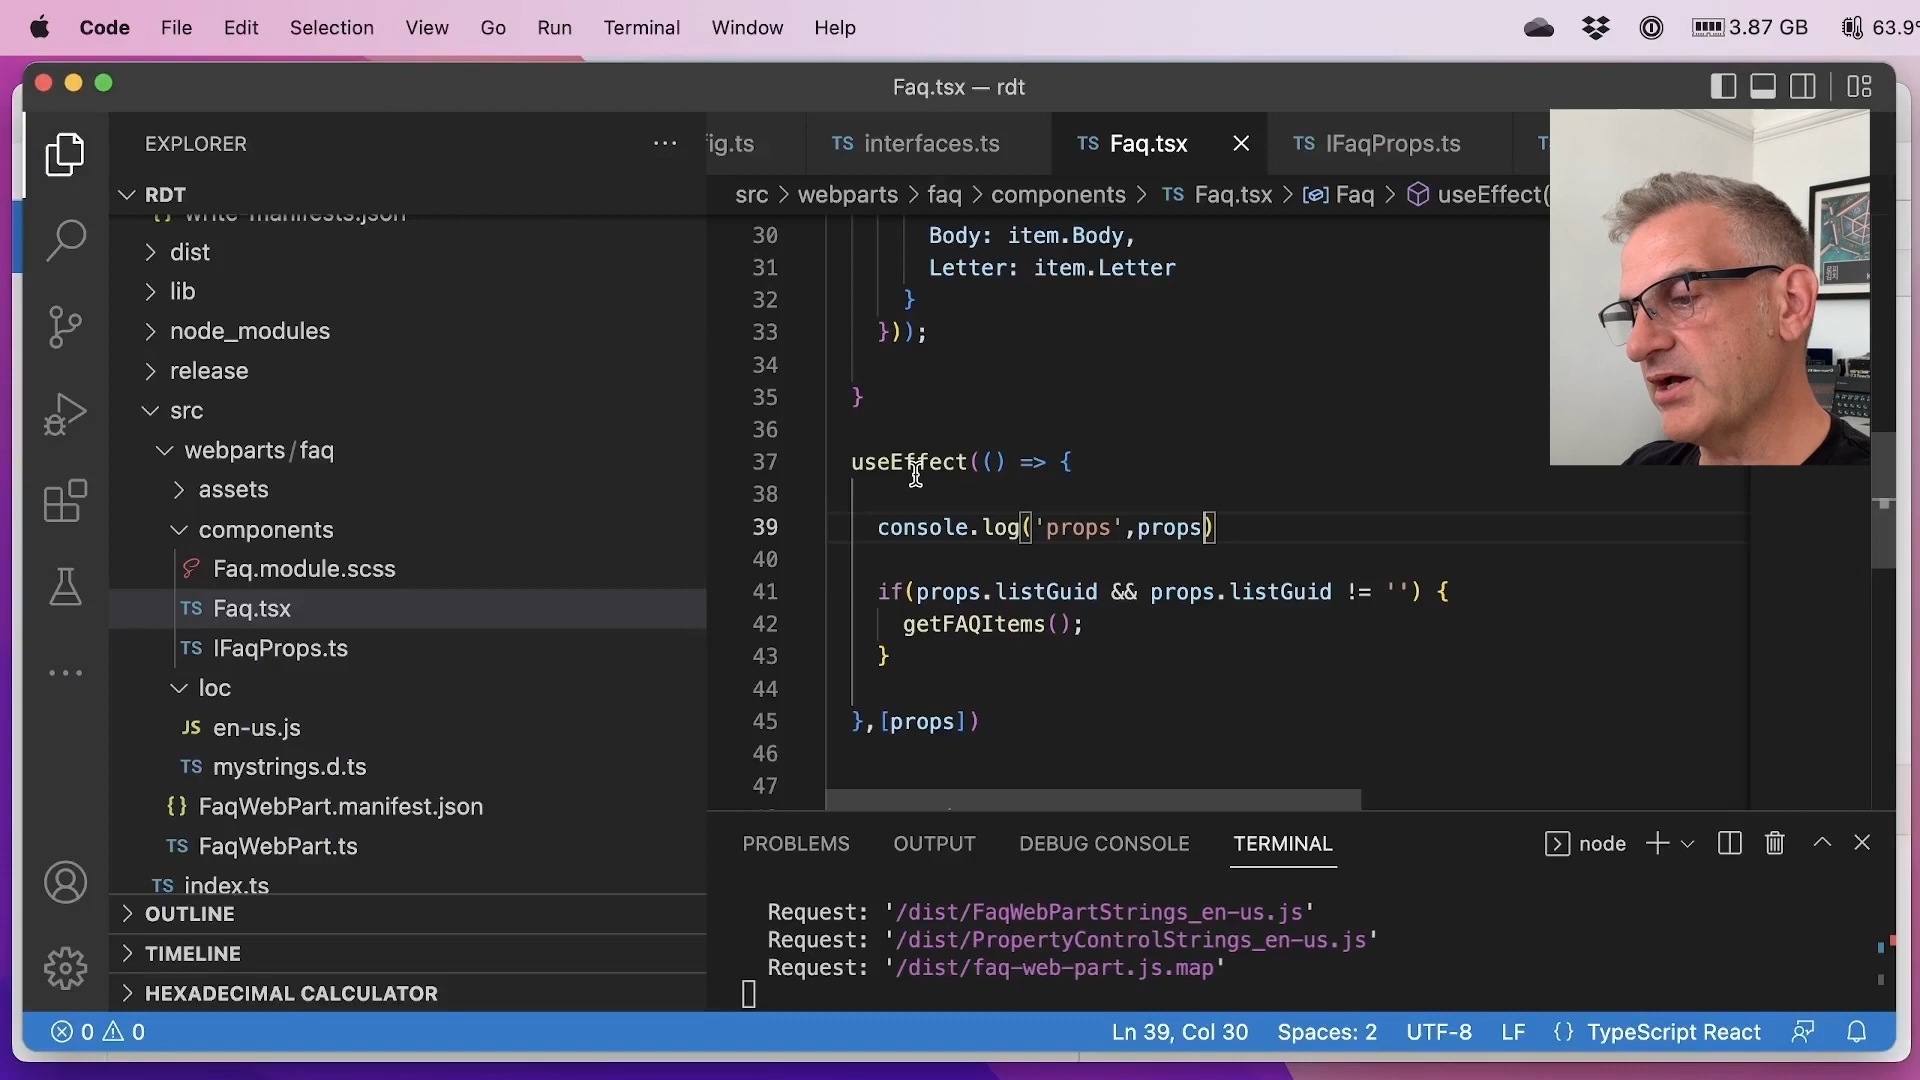 Code File Edit Selection View Go Run Terminal Window Help 3.87 GB 63.9
Faq.tsx — rdt
EXPLORER
RDT
write-manifests.json
dist
lib
node_modules
release
src
webparts/faq
assets
components
Faq.module.scss
TS Faq.tsx
TS IFaqProps.ts
loc
JS en-us.js
TS mystrings.d.ts
{} FaqWebPart.manifest.json
TS FaqWebPart.ts
TS index.ts
OUTLINE
TIMELINE
HEXADECIMAL CALCULATOR
ig.ts TS interfaces.ts TS Faq.tsx TS IFaqProps.ts
src > webparts > faq > components > TS Faq.tsx > Faq > useEffect(
30 Body: item.Body,
31 Letter: item.Letter
32 }
33 }));
34
35 }
36
37 useEffect(() => {
38
39 console.log('props',props)
40
41 if(props.listGuid && props.listGuid != '') {
42 getFAQItems();
43 }
44
45 },[props])
46
47
PROBLEMS OUTPUT DEBUG CONSOLE TERMINAL node
Request: '/dist/FaqWebPartStrings_en-us.js'
Request: '/dist/PropertyControlStrings_en-us.js'
Request: '/dist/faq-web-part.js.map'
0 0 Ln 39, Col 30 Spaces: 2 UTF-8 LF {} TypeScript React